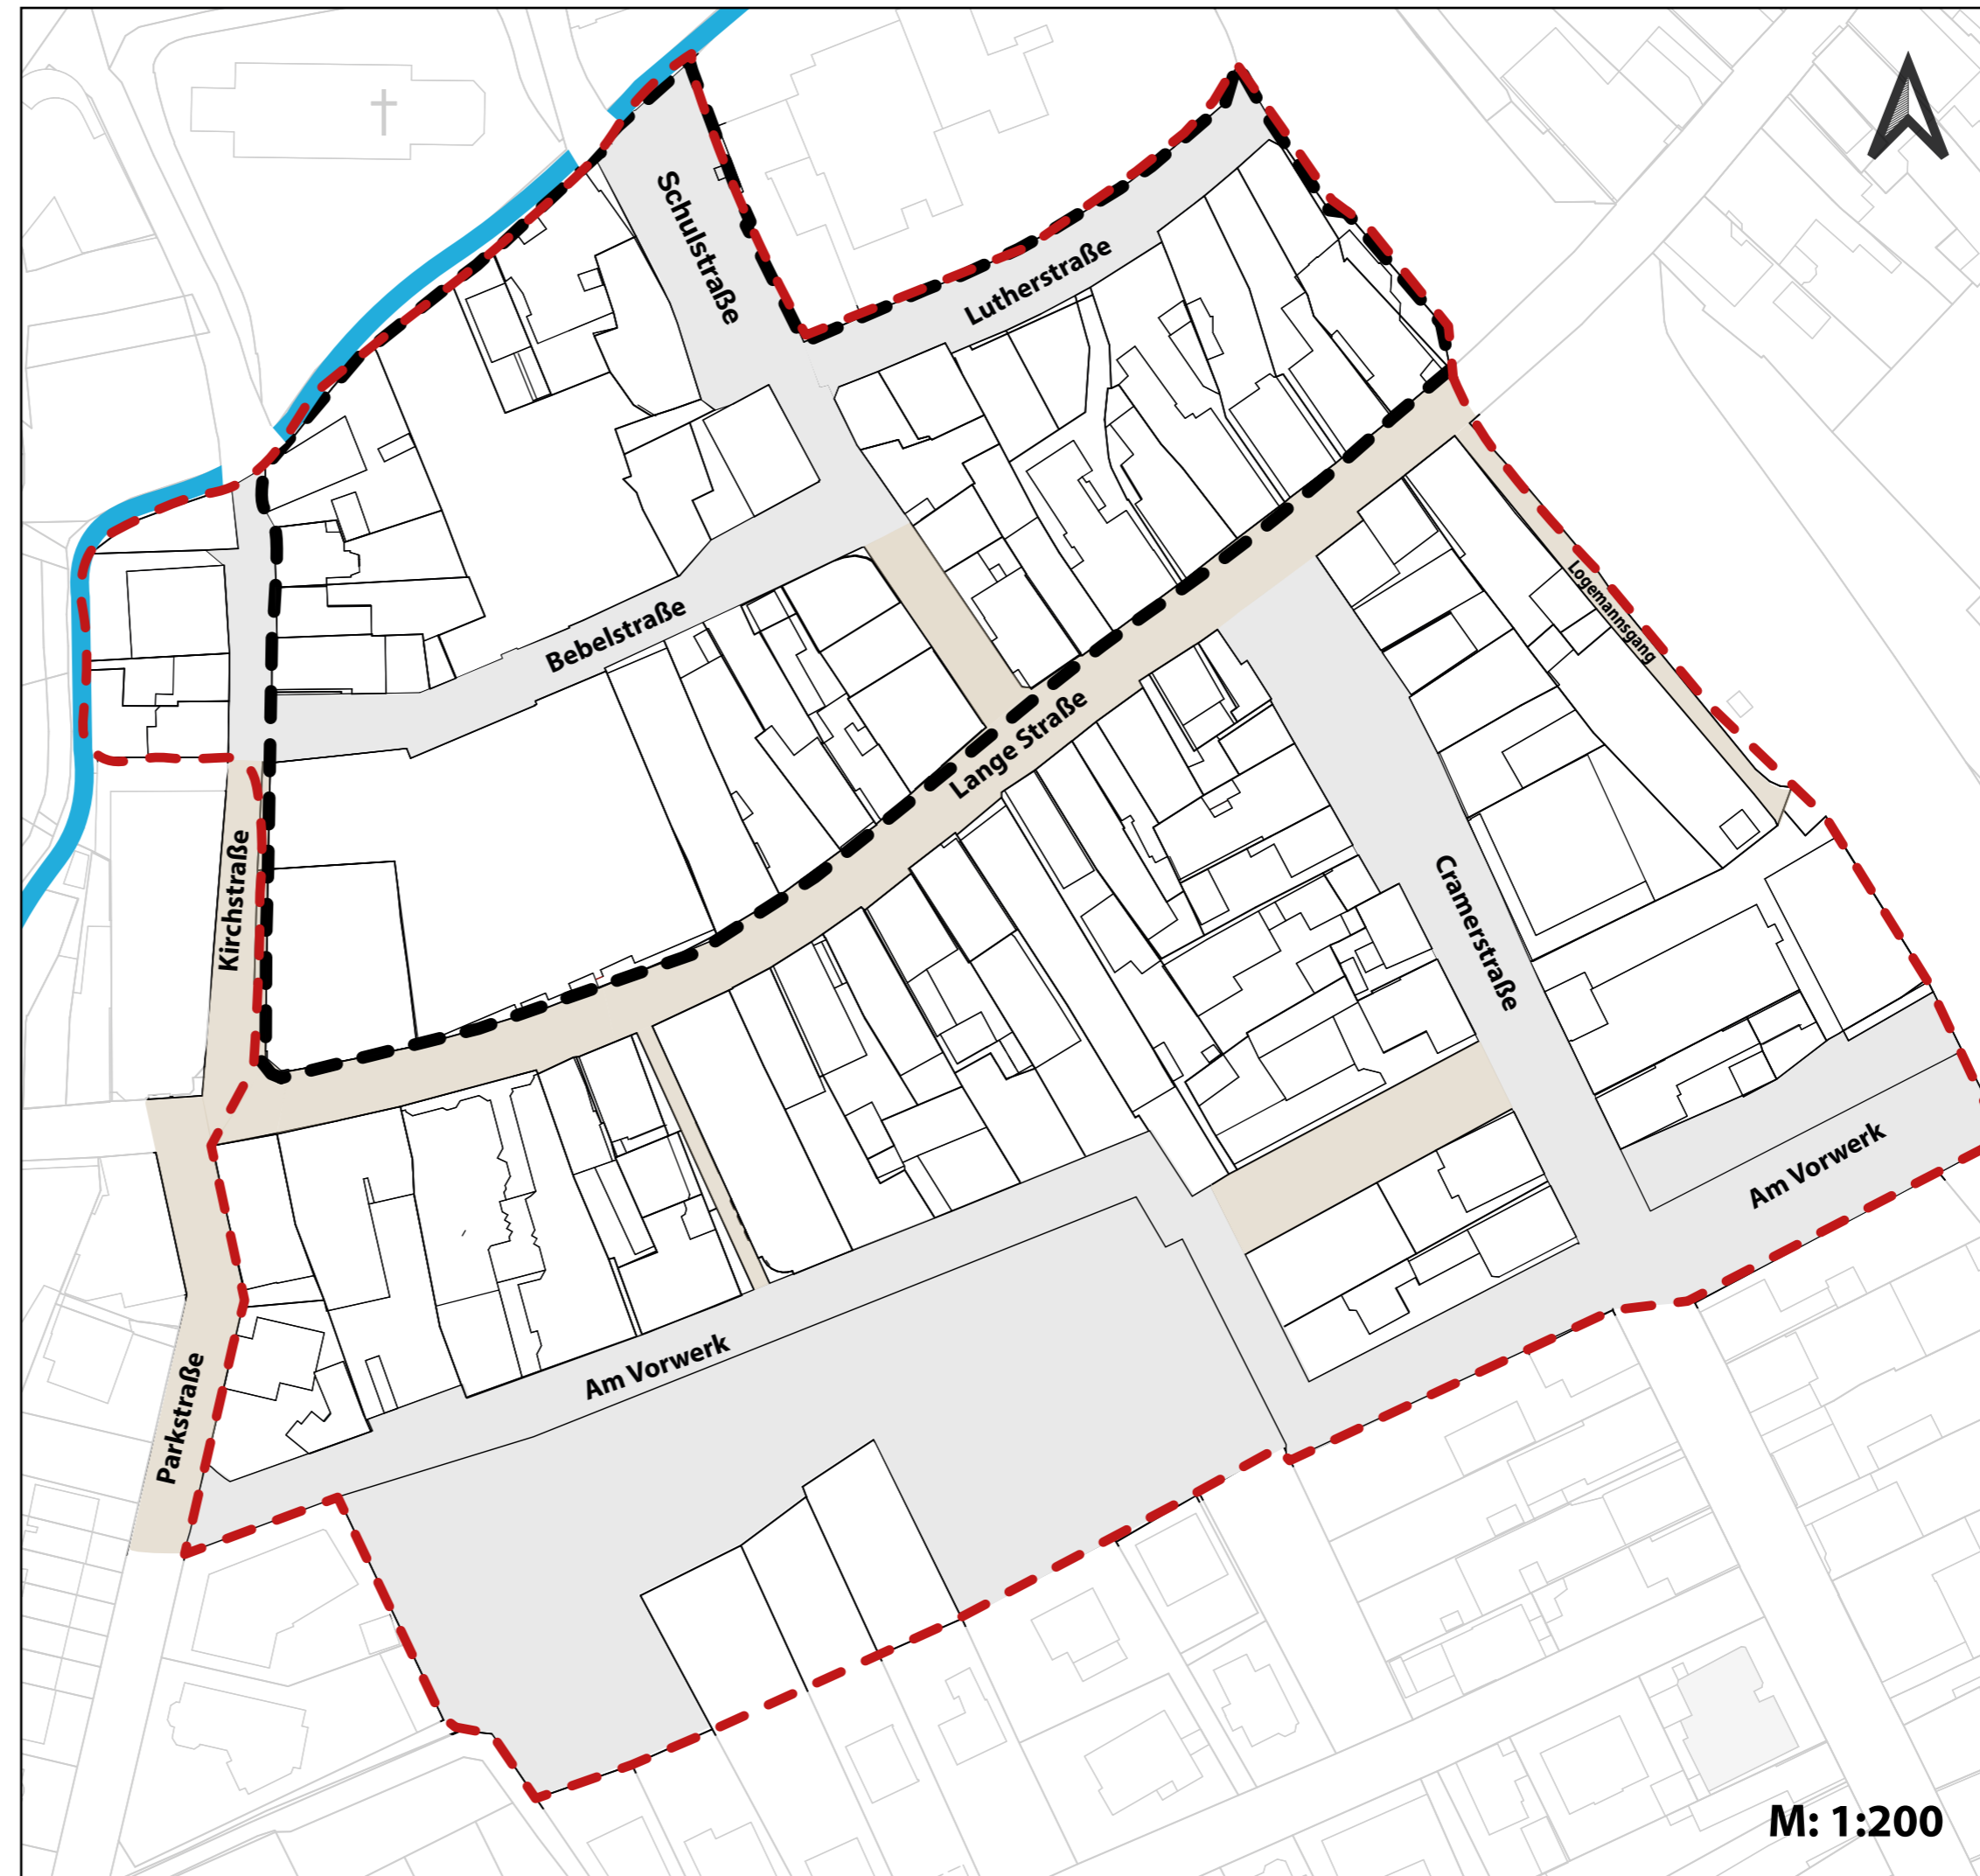 Schulstraße
Lutherstraße
Bebelstraße
Logemannsgang
Lange Straße
Kirchstraße
Cramerstraße
Am Vorwerk
Am Vorwerk
Parkstraße
M: 1:200